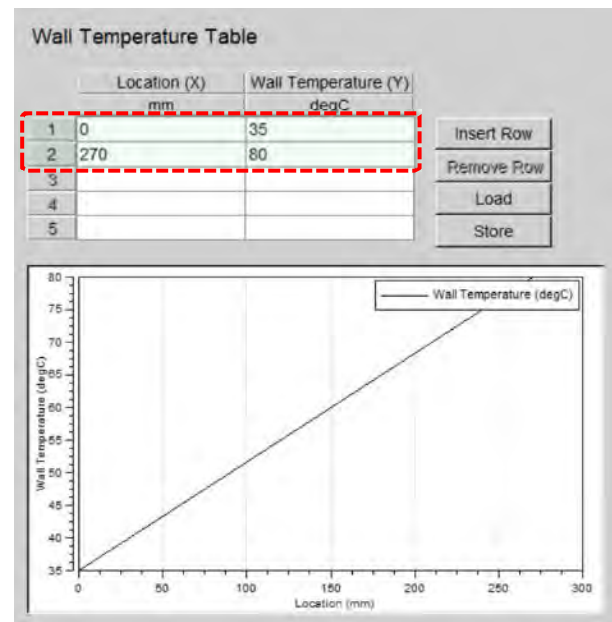 Wall Temperature Table
Location (X) Wall Temperature (Y)
mm degC
1 0 35
2 270 80
3
4
5
Insert Row
Remove Row
Load
Store
80
75
70
65
60
55
50
45
40
35
Wall Temperature (degC)
Wall Temperature (degC)
0 50 100 150 200 250 300
Location (mm)